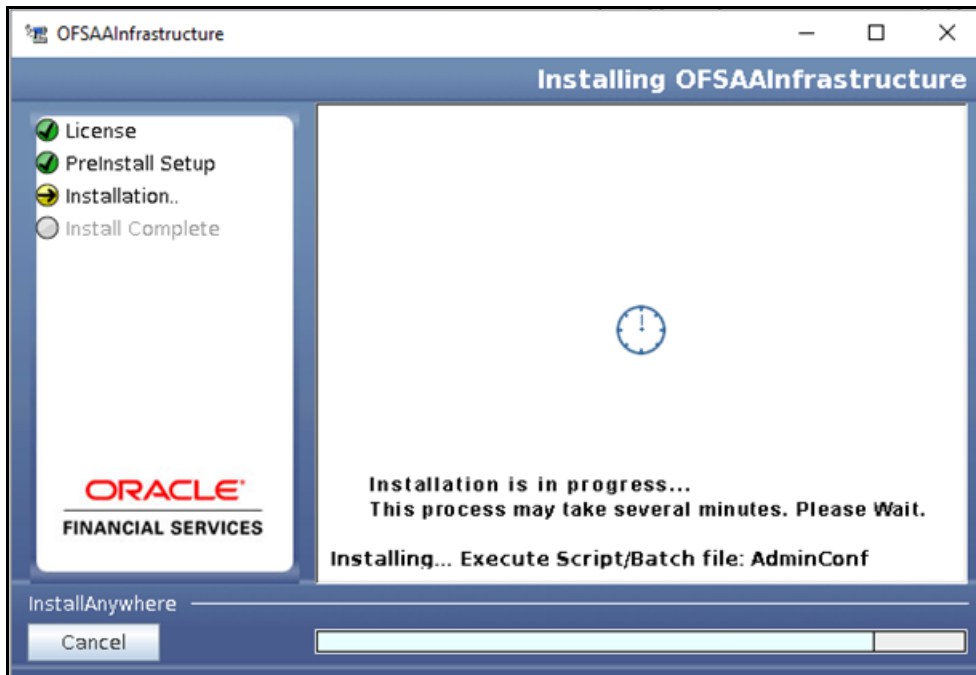 OFSAAInfrastructure
Installing OFSAAInfrastructure
License
PreInstall Setup
Installation..
Install Complete
ORACLE
FINANCIAL SERVICES
Installation is in progress...
This process may take several minutes. Please Wait.
Installing... Execute Script/Batch file: AdminConf
InstallAnywhere
Cancel